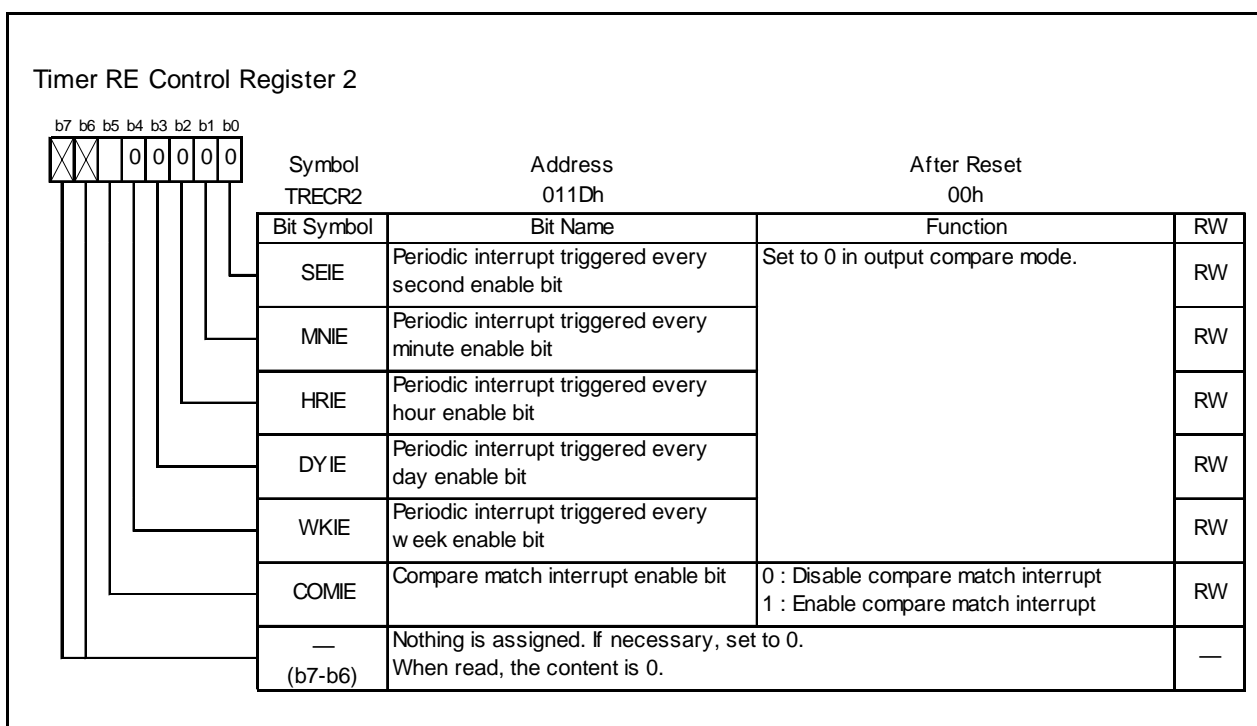 Timer RE Control Register 2
b7 b6 b5 b4 b3 b2 b1 b0
0 0 0 0 0
Symbol Address After Reset
TRECR2 011Dh 00h
Bit Symbol Bit Name Function RW
SEIE Periodic interrupt triggered every second enable bit Set to 0 in output compare mode. RW
MNIE Periodic interrupt triggered every minute enable bit RW
HRIE Periodic interrupt triggered every hour enable bit RW
DYIE Periodic interrupt triggered every day enable bit RW
WKIE Periodic interrupt triggered every week enable bit RW
COMIE Compare match interrupt enable bit 0 : Disable compare match interrupt
1 : Enable compare match interrupt RW
— (b7-b6) Nothing is assigned. If necessary, set to 0.
When read, the content is 0. —